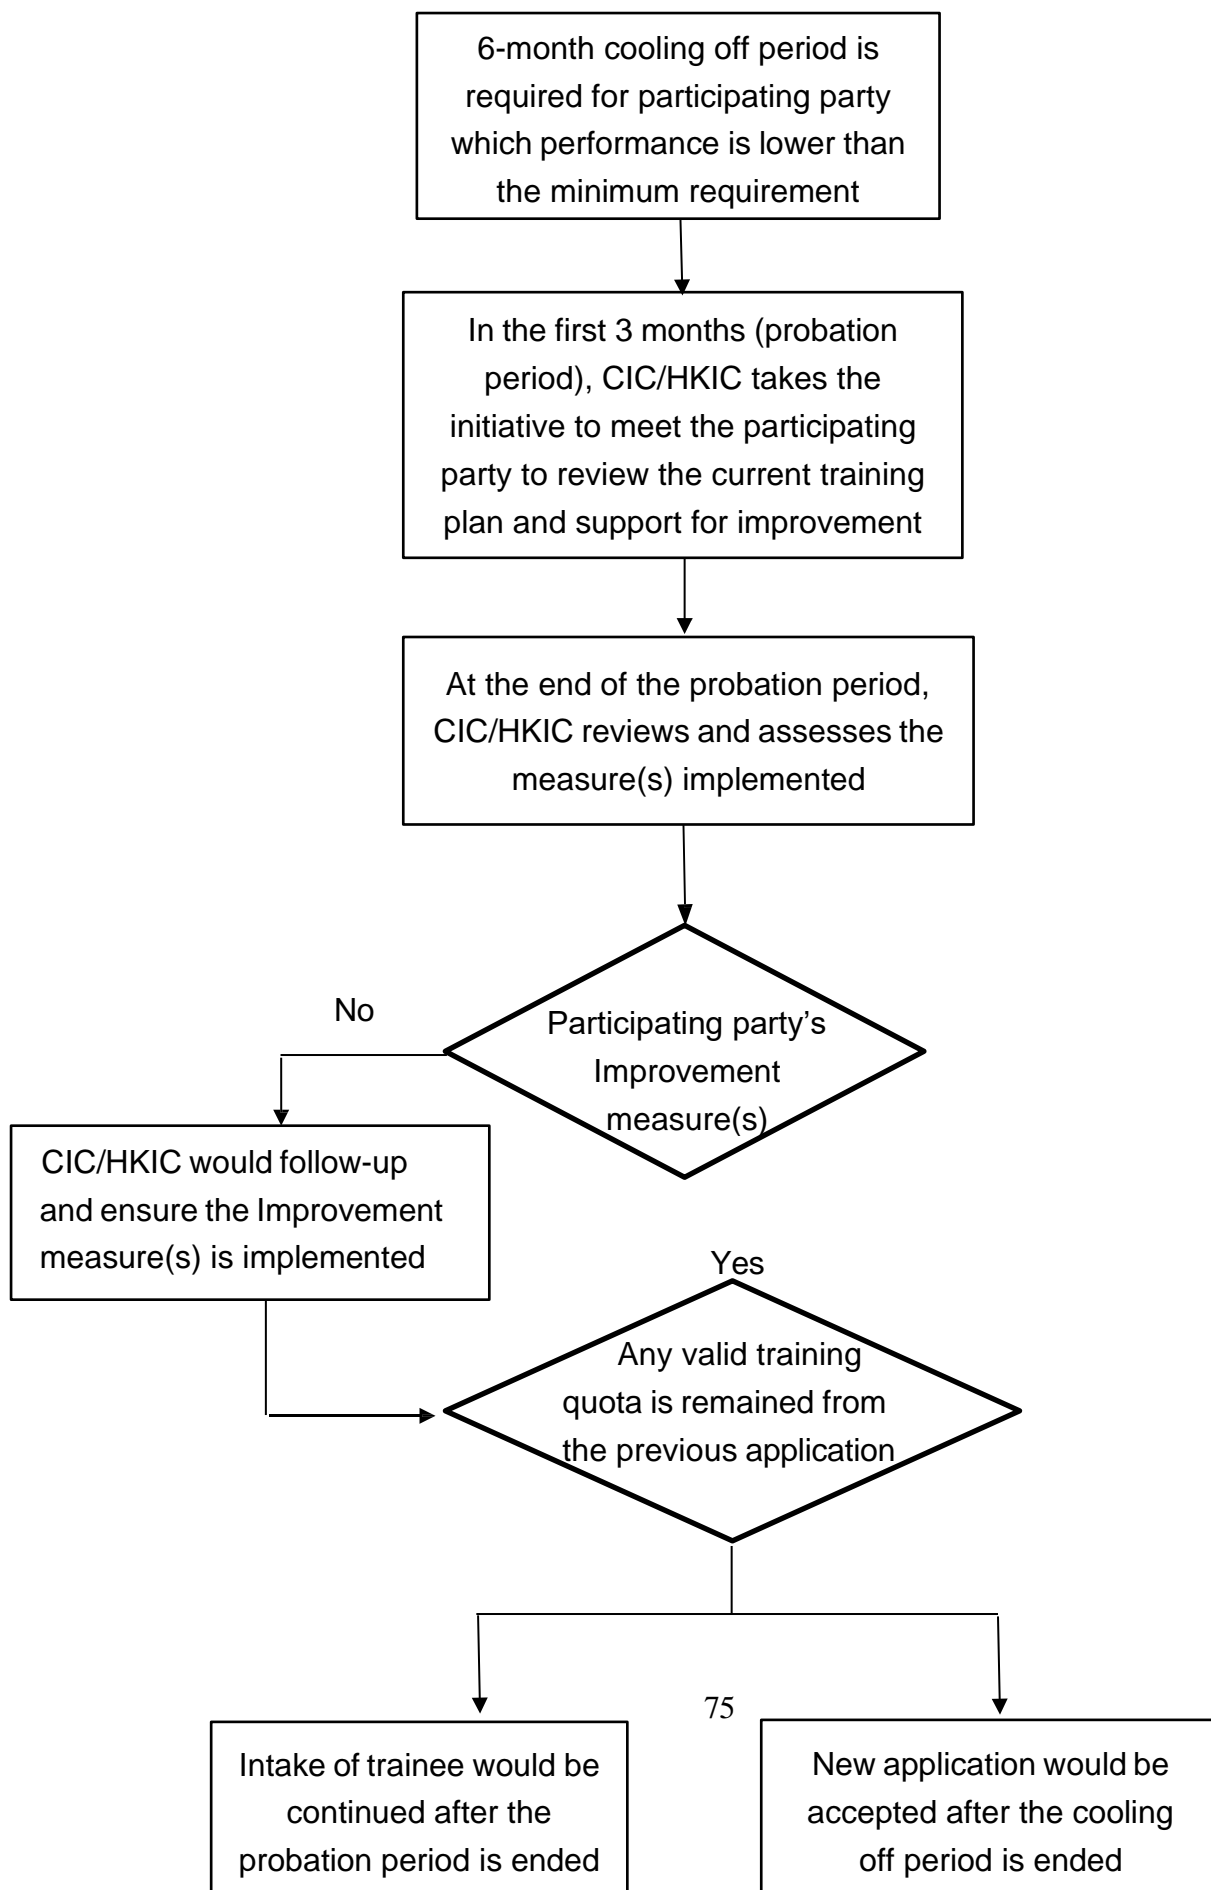 6-month cooling off period is
required for participating party
which performance is lower than
the minimum requirement
In the first 3 months (probation
period), CIC/HKIC takes the
initiative to meet the participating
party to review the current training
plan and support for improvement
At the end of the probation period,
CIC/HKIC reviews and assesses the
measure(s) implemented
No
Participating party’s
Improvement
measure(s)
CIC/HKIC would follow-up
and ensure the Improvement
measure(s) is implemented
Yes
Any valid training
quota is remained from
the previous application
75
Intake of trainee would be
continued after the
probation period is ended
New application would be
accepted after the cooling
off period is ended